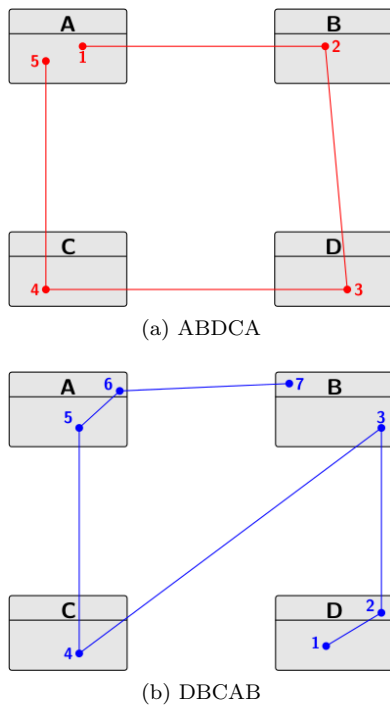 A B
5 1 2
C D
4 3
(a) ABDCA
A 6 7 B
5 3
C D 2
4 1
(b) DBCAB